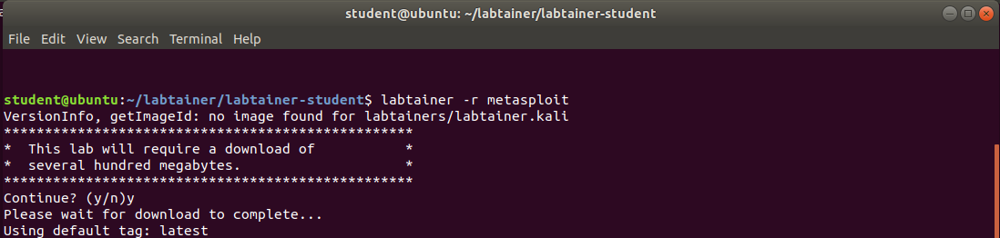 student@ubuntu: ~/labtainer/labtainer-student
File Edit View Search Terminal Help
student@ubuntu:~/labtainer/labtainer-student$ labtainer -r metasploit
VersionInfo, getImageId: no image found for labtainers/labtainer.kali
**************************************************
*  This lab will require a download of           *
*  several hundred megabytes.                    *
**************************************************
Continue? (y/n)y
Please wait for download to complete...
Using default tag: latest